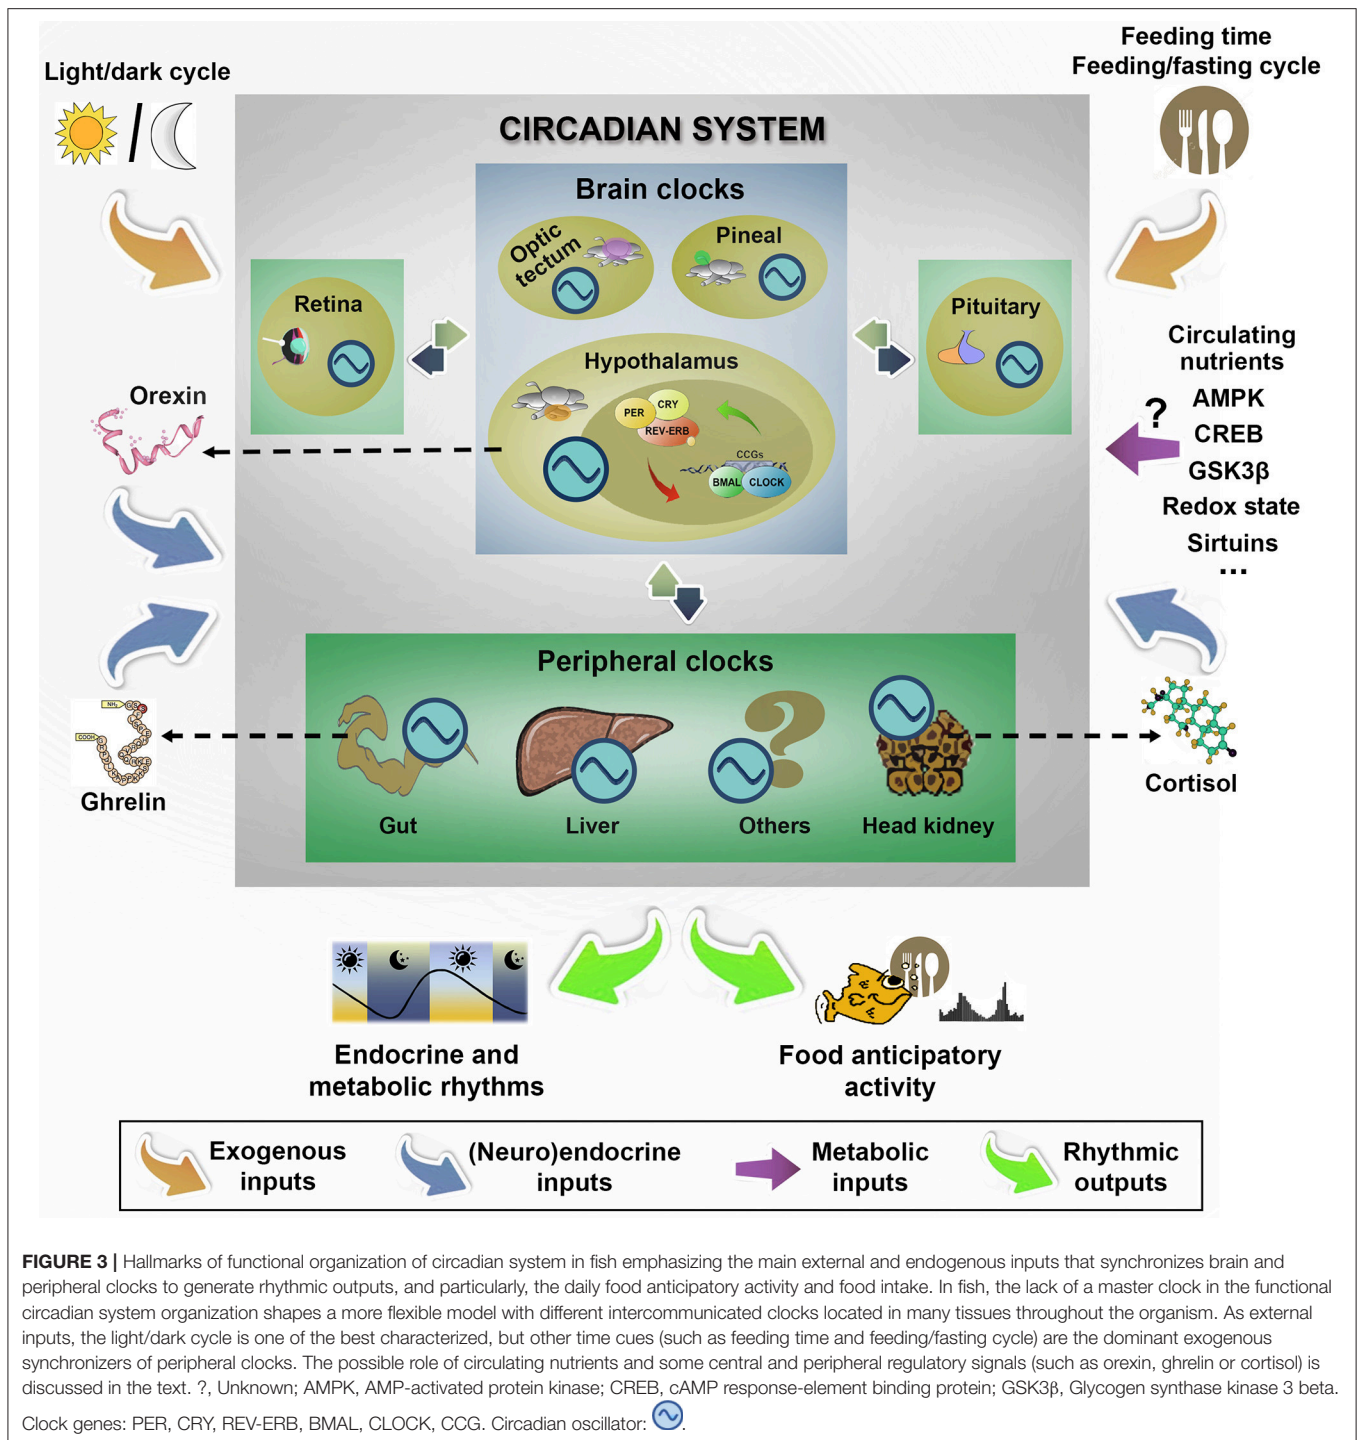 Light/dark cycle
Feeding time
Feeding/fasting cycle
CIRCADIAN SYSTEM
Brain clocks
Optic
tectum
Pineal
Retina
Pituitary
Hypothalamus
PER
CRY
REV-ERB
CCGs
BMAL
CLOCK
Orexin
Circulating
nutrients
?
AMPK
CREB
GSK3β
Redox state
Sirtuins
...
Peripheral clocks
Gut
Liver
?
Others
Head kidney
NH₂
COOH
Ghrelin
Cortisol
Endocrine and
metabolic rhythms
Food anticipatory
activity
Exogenous
inputs
(Neuro)endocrine
inputs
Metabolic
inputs
Rhythmic
outputs
FIGURE 3 | Hallmarks of functional organization of circadian system in fish emphasizing the main external and endogenous inputs that synchronizes brain and
peripheral clocks to generate rhythmic outputs, and particularly, the daily food anticipatory activity and food intake. In fish, the lack of a master clock in the functional
circadian system organization shapes a more flexible model with different intercommunicated clocks located in many tissues throughout the organism. As external
inputs, the light/dark cycle is one of the best characterized, but other time cues (such as feeding time and feeding/fasting cycle) are the dominant exogenous
synchronizers of peripheral clocks. The possible role of circulating nutrients and some central and peripheral regulatory signals (such as orexin, ghrelin or cortisol) is
discussed in the text. ?, Unknown; AMPK, AMP-activated protein kinase; CREB, cAMP response-element binding protein; GSK3β, Glycogen synthase kinase 3 beta.
Clock genes: PER, CRY, REV-ERB, BMAL, CLOCK, CCG. Circadian oscillator: .